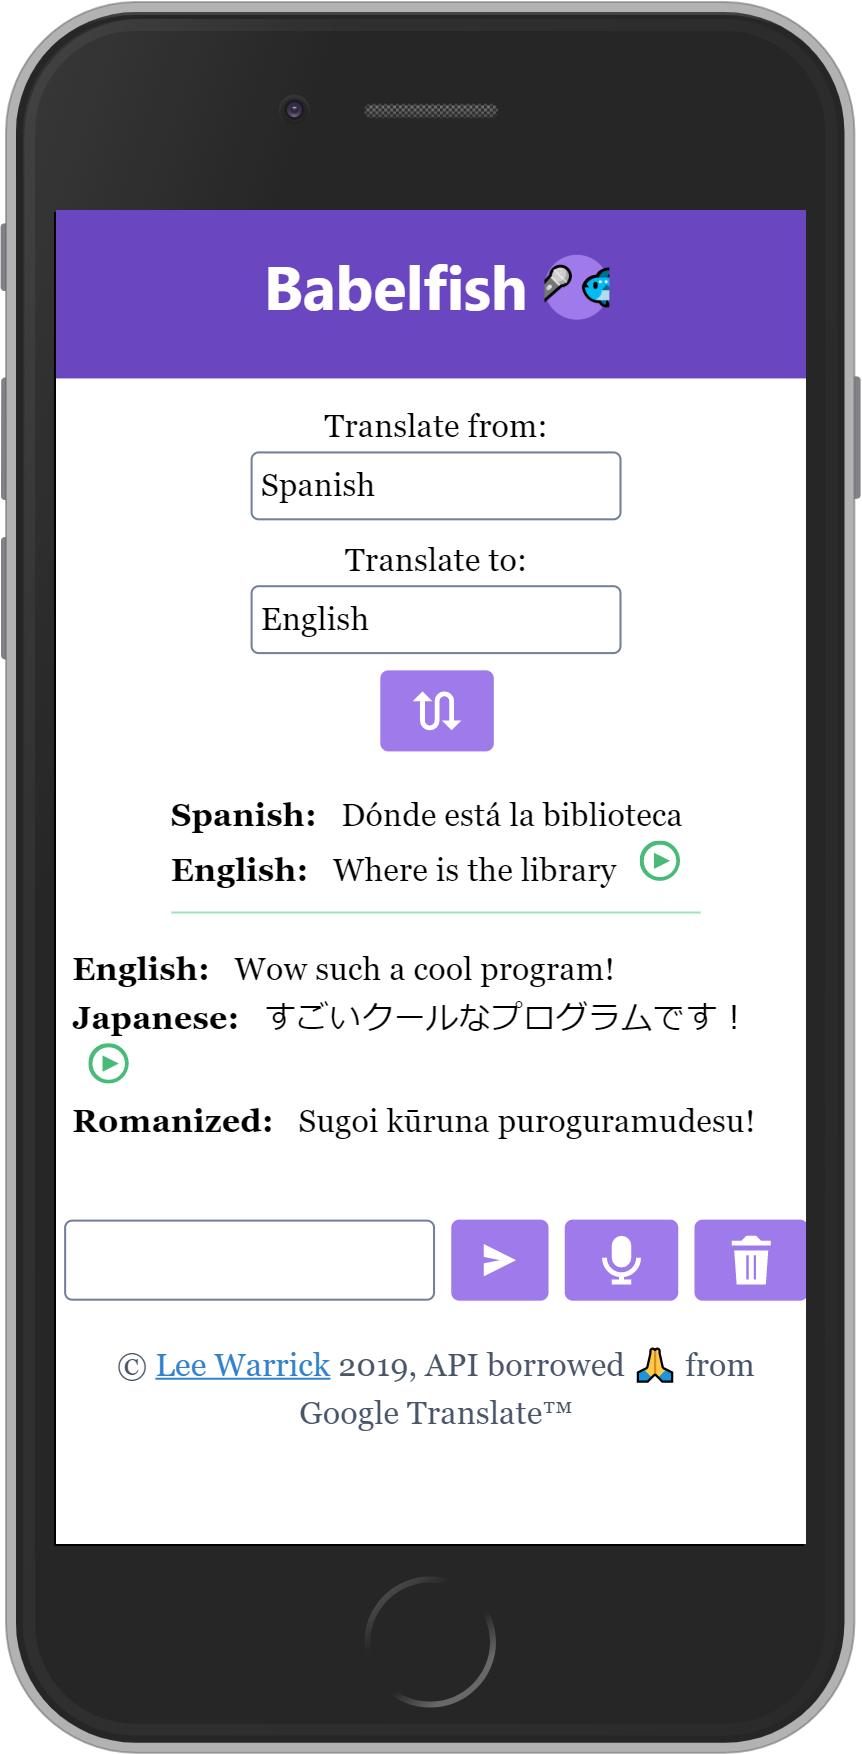 Babelfish
Translate from:
Spanish
Translate to:
English
Spanish: Dónde está la biblioteca
English: Where is the library
English: Wow such a cool program!
Japanese: すごいクールなプログラムです！
Romanized: Sugoi kūruna puroguramudesu!
© Lee Warrick 2019, API borrowed 🙏 from
Google Translate™